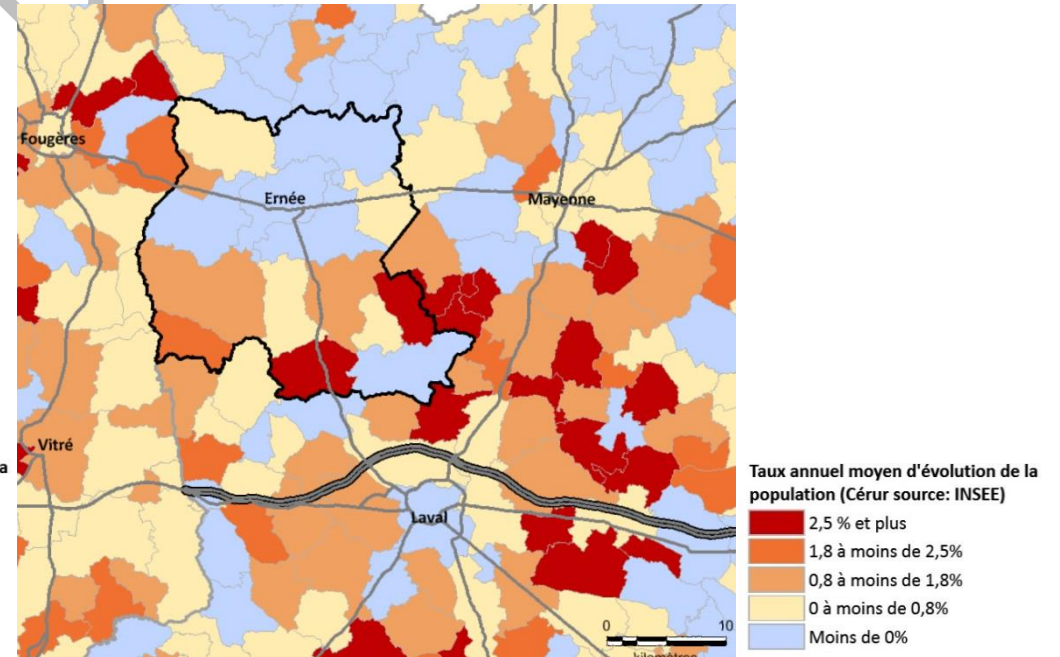 Fougères
Ernée
Mayenne
Vitré
a
Laval
0 10
kilomètres
Taux annuel moyen d'évolution de la
population (Cérur source: INSEE)
2,5 % et plus
1,8 à moins de 2,5%
0,8 à moins de 1,8%
0 à moins de 0,8%
Moins de 0%